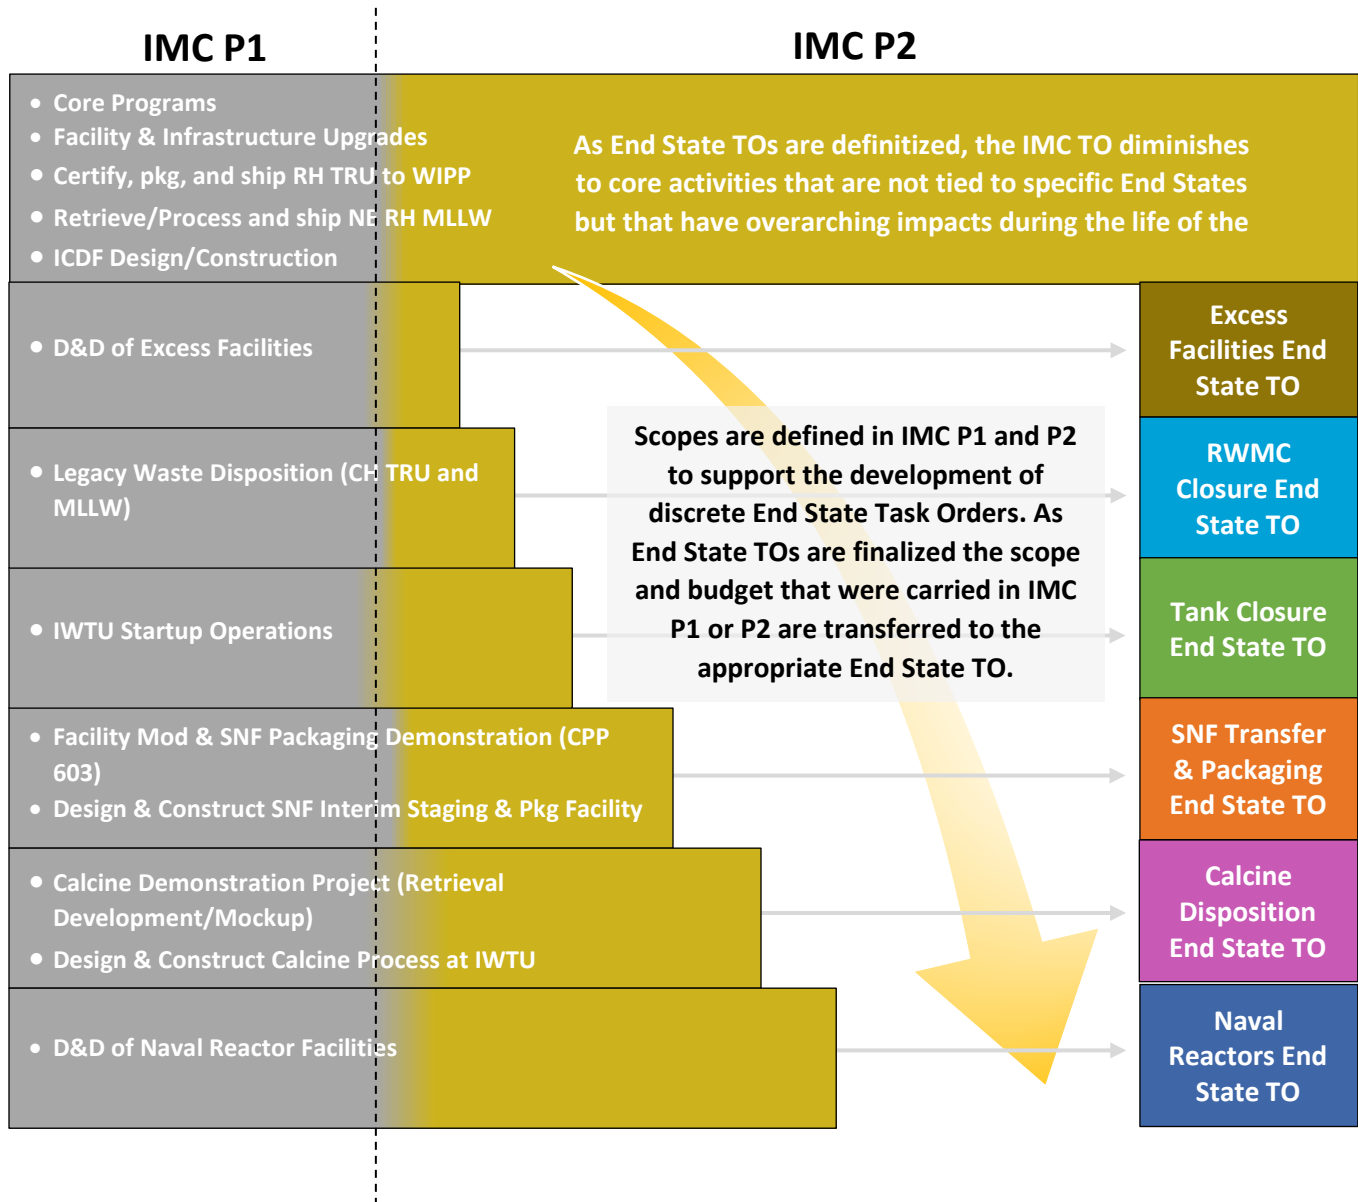 IMC P1
IMC P2
• Core Programs
• Facility & Infrastructure Upgrades
• Certify, pkg, and ship RH TRU to WIPP
• Retrieve/Process and ship NE RH MLLW
• ICDF Design/Construction
As End State TOs are definitized, the IMC TO diminishes
to core activities that are not tied to specific End States
but that have overarching impacts during the life of the
• D&D of Excess Facilities
Excess
Facilities End
State TO
• Legacy Waste Disposition (CH TRU and
MLLW)
Scopes are defined in IMC P1 and P2
to support the development of
discrete End State Task Orders. As
End State TOs are finalized the scope
and budget that were carried in IMC
P1 or P2 are transferred to the
appropriate End State TO.
RWMC
Closure End
State TO
• IWTU Startup Operations
Tank Closure
End State TO
• Facility Mod & SNF Packaging Demonstration (CPP
603)
• Design & Construct SNF Interim Staging & Pkg Facility
SNF Transfer
& Packaging
End State TO
• Calcine Demonstration Project (Retrieval
Development/Mockup)
• Design & Construct Calcine Process at IWTU
Calcine
Disposition
End State TO
• D&D of Naval Reactor Facilities
Naval
Reactors End
State TO